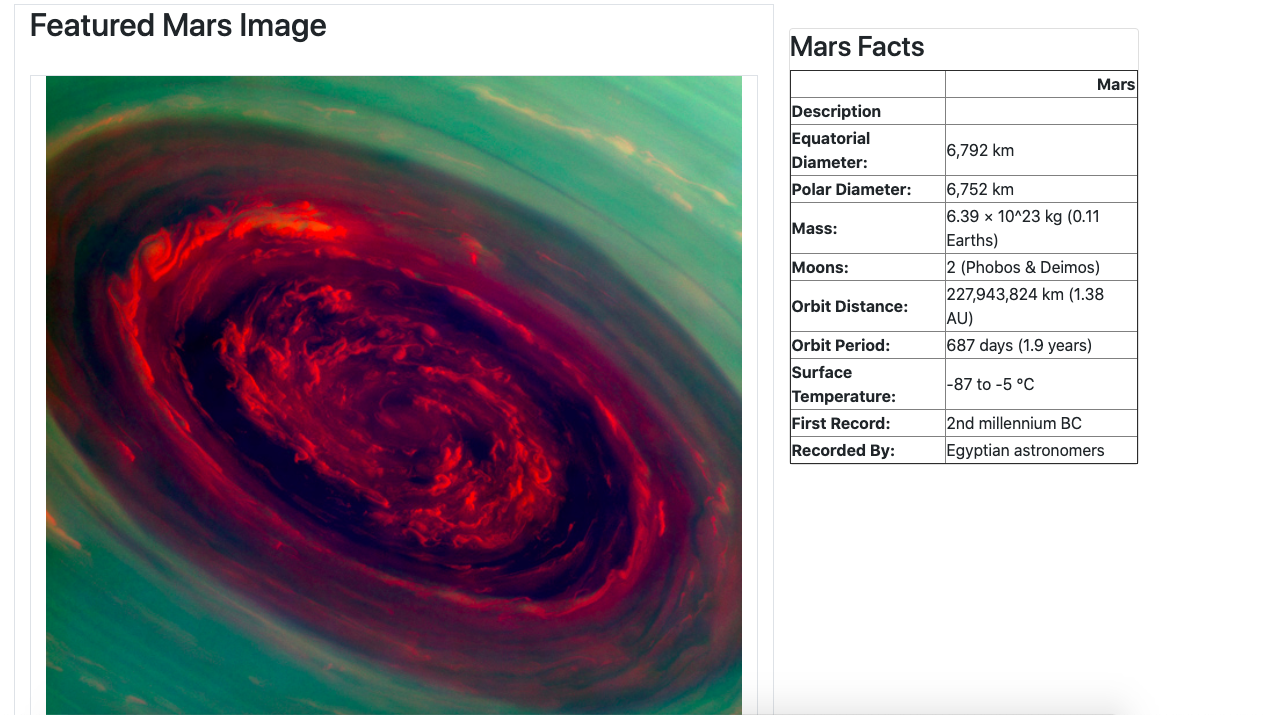 Featured Mars Image
Mars Facts
Mars
Description
Equatorial
Diameter:
6,792 km
Polar Diameter:
6,752 km
Mass:
6.39 × 10^23 kg (0.11
Earths)
Moons:
2 (Phobos & Deimos)
Orbit Distance:
227,943,824 km (1.38
AU)
Orbit Period:
687 days (1.9 years)
Surface
Temperature:
-87 to -5 °C
First Record:
2nd millennium BC
Recorded By:
Egyptian astronomers